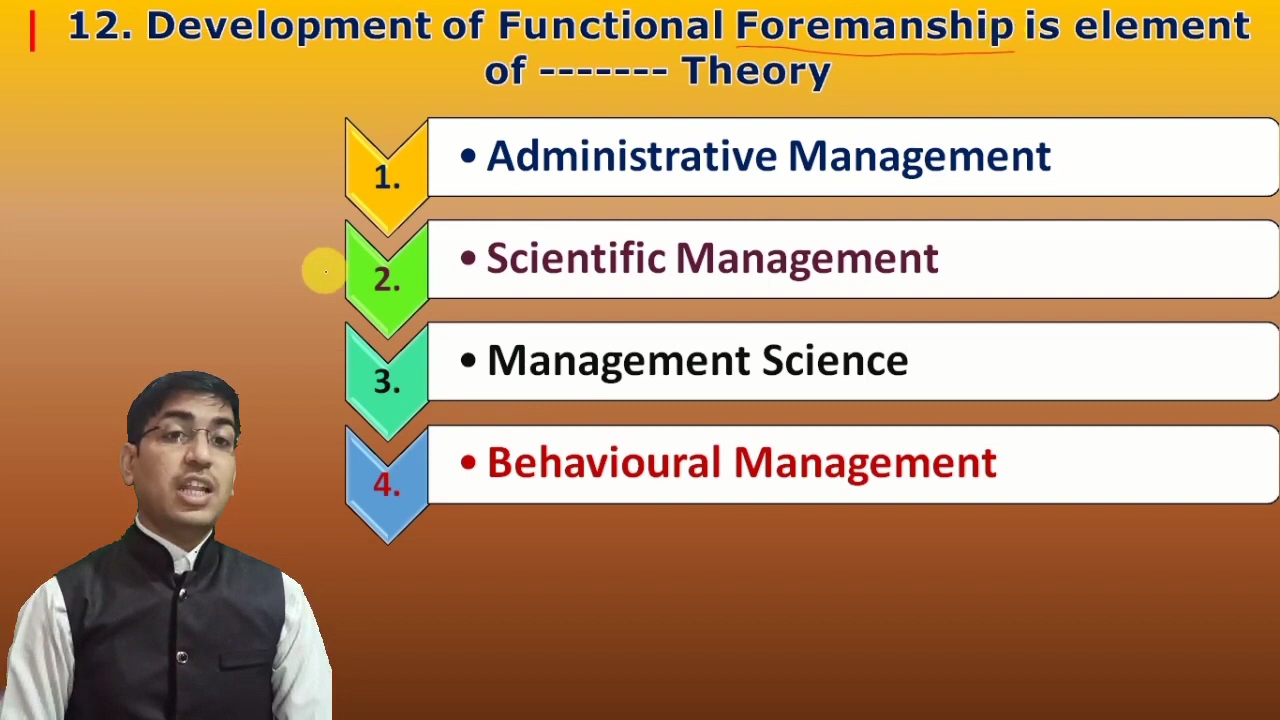 12. Development of Functional Foremanship is element
of ------- Theory
1.
• Administrative Management
2.
• Scientific Management
3.
• Management Science
4.
• Behavioural Management